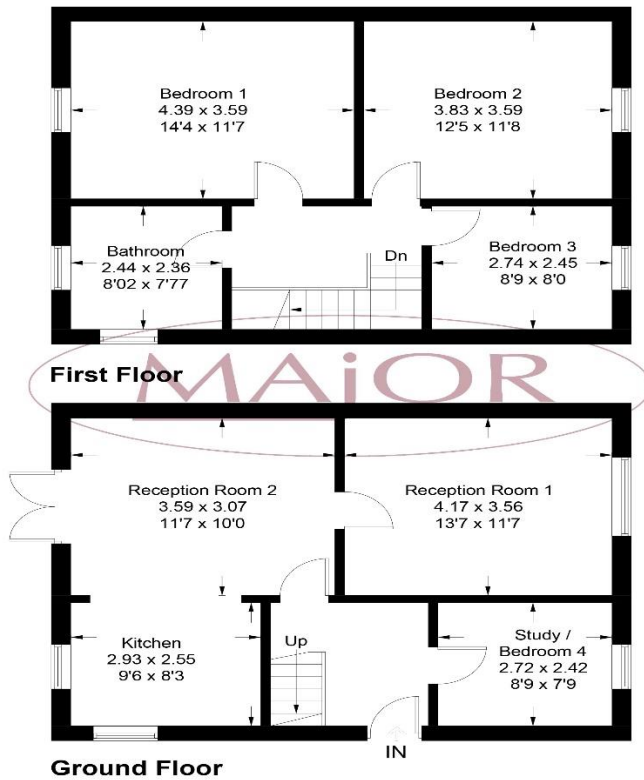 Bedroom 1
4.39 x 3.59
14'4 x 11'7
Bedroom 2
3.83 x 3.59
12'5 x 11'8
Bathroom
2.44 x 2.36
8'02 x 7'77
Dn
Bedroom 3
2.74 x 2.45
8'9 x 8'0
First Floor
MAiOR
Reception Room 2
3.59 x 3.07
11'7 x 10'0
Reception Room 1
4.17 x 3.56
13'7 x 11'7
Kitchen
2.93 x 2.55
9'6 x 8'3
Up
Study /
Bedroom 4
2.72 x 2.42
8'9 x 7'9
IN
Ground Floor